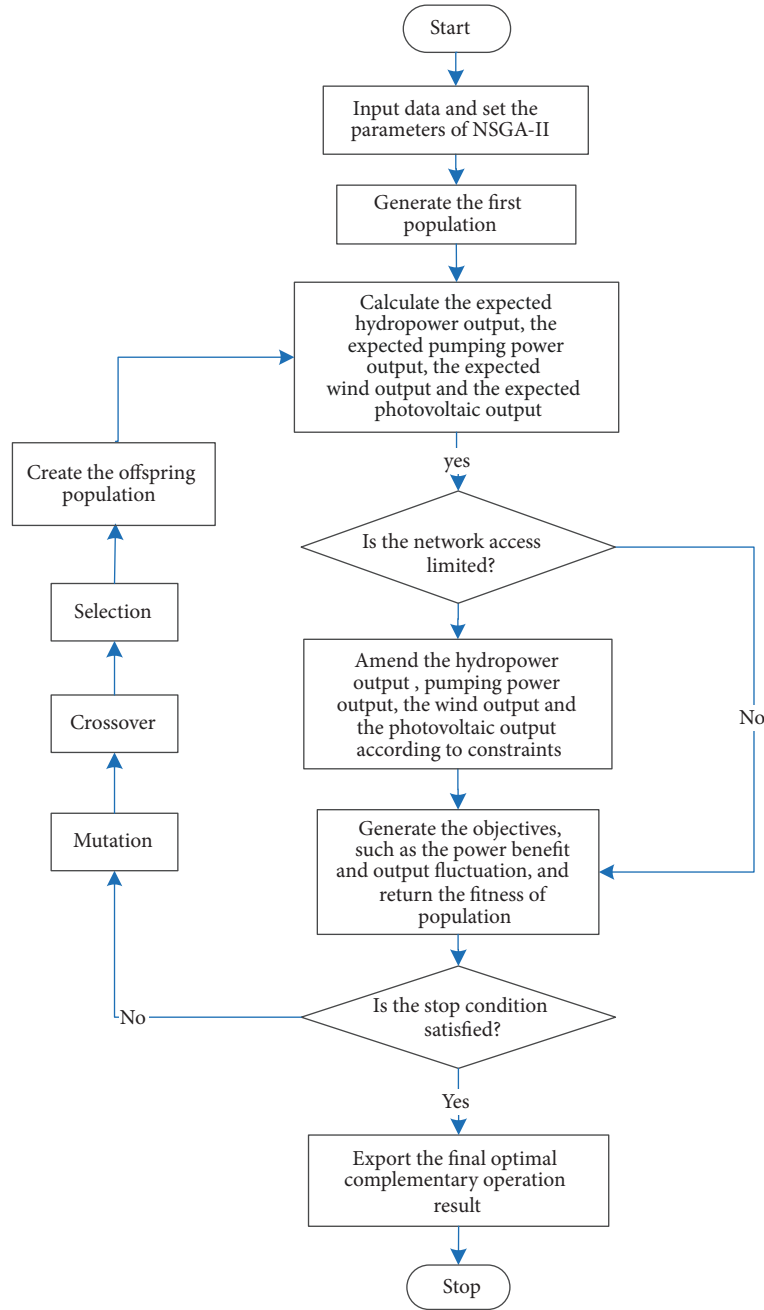 Start
Input data and set the
parameters of NSGA-II
Generate the first
population
Calculate the expected
hydropower output, the
expected pumping power
output, the expected
wind output and the expected
photovoltaic output
yes
Is the network access
limited?
No
Amend the hydropower
output , pumping power
output, the wind output and
the photovoltaic output
according to constraints
Generate the objectives,
such as the power benefit
and output fluctuation, and
return the fitness of
population
Is the stop condition
satisfied?
No
Mutation
Crossover
Selection
Create the offspring
population
Yes
Export the final optimal
complementary operation
result
Stop